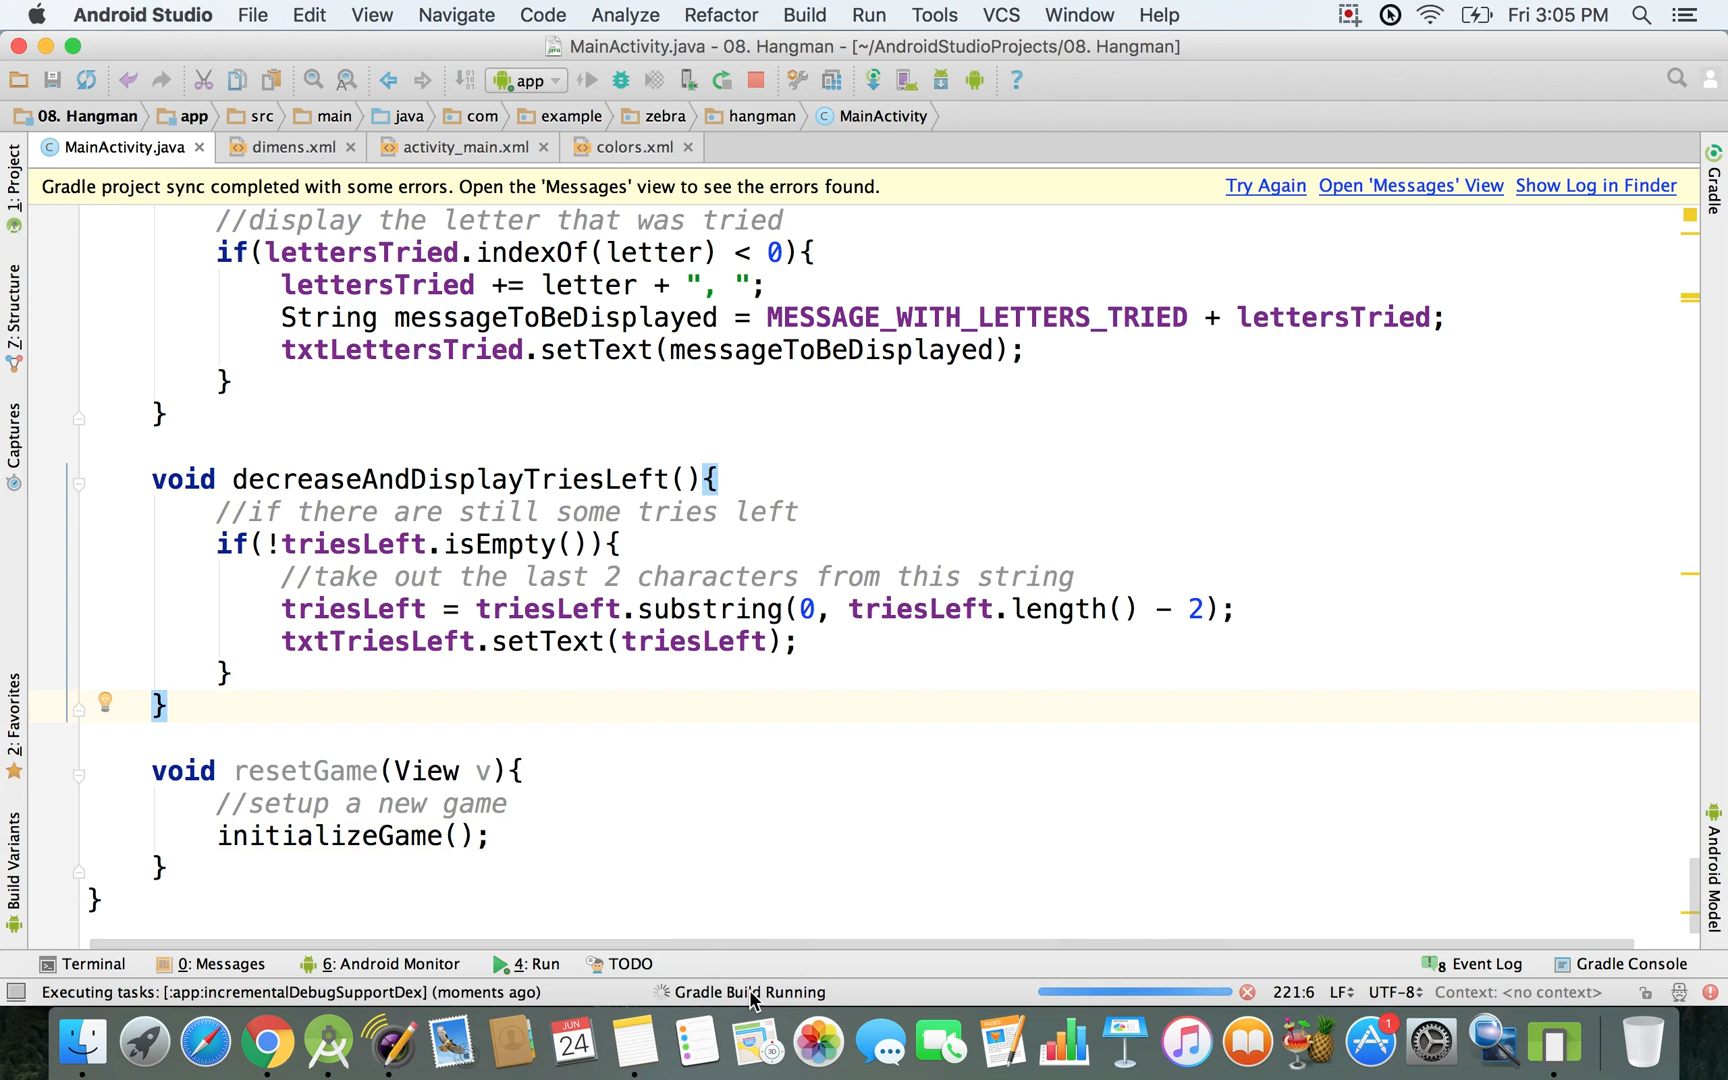 Android Studio File Edit View Navigate Code Analyze Refactor Build Run Tools VCS Window Help Fri 3:05 PM
MainActivity.java - 08. Hangman - [~/AndroidStudioProjects/08. Hangman]
app
08. Hangman app src main java com example zebra hangman MainActivity
MainActivity.java dimens.xml activity_main.xml colors.xml
Gradle project sync completed with some errors. Open the 'Messages' view to see the errors found. Try Again Open 'Messages' View Show Log in Finder
//display the letter that was tried
if(lettersTried.indexOf(letter) < 0){
lettersTried += letter + ", ";
String messageToBeDisplayed = MESSAGE_WITH_LETTERS_TRIED + lettersTried;
txtLettersTried.setText(messageToBeDisplayed);
}
}
void decreaseAndDisplayTriesLeft(){
//if there are still some tries left
if(!triesLeft.isEmpty()){
//take out the last 2 characters from this string
triesLeft = triesLeft.substring(0, triesLeft.length() - 2);
txtTriesLeft.setText(triesLeft);
}
}
void resetGame(View v){
//setup a new game
initializeGame();
}
}
1: Project
7: Structure
Captures
2: Favorites
Build Variants
Gradle
Android Model
Terminal 0: Messages 6: Android Monitor 4: Run TODO 8 Event Log Gradle Console
Executing tasks: [:app:incrementalDebugSupportDex] (moments ago) Gradle Build Running 221:6 LF UTF-8 Context: <no context>
JUN
24
3D
1